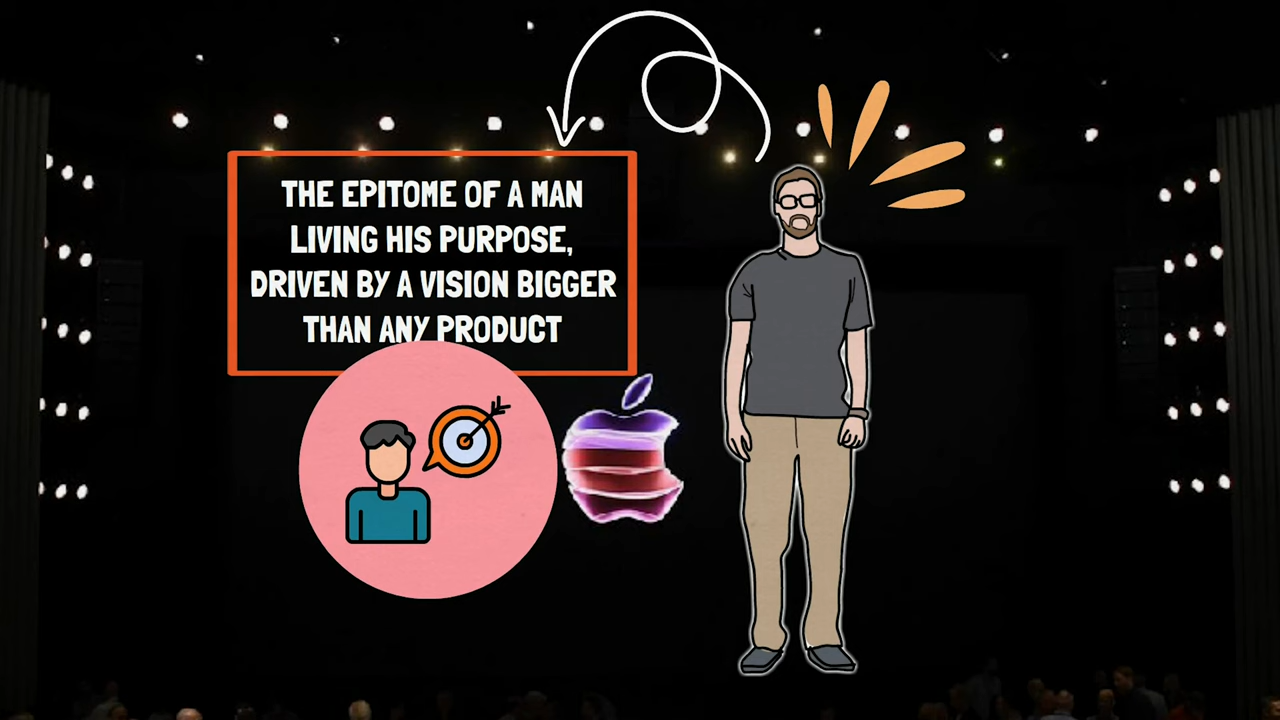 THE EPITOME OF A MAN
LIVING HIS PURPOSE,
DRIVEN BY A VISION BIGGER
THAN ANY PRODUCT